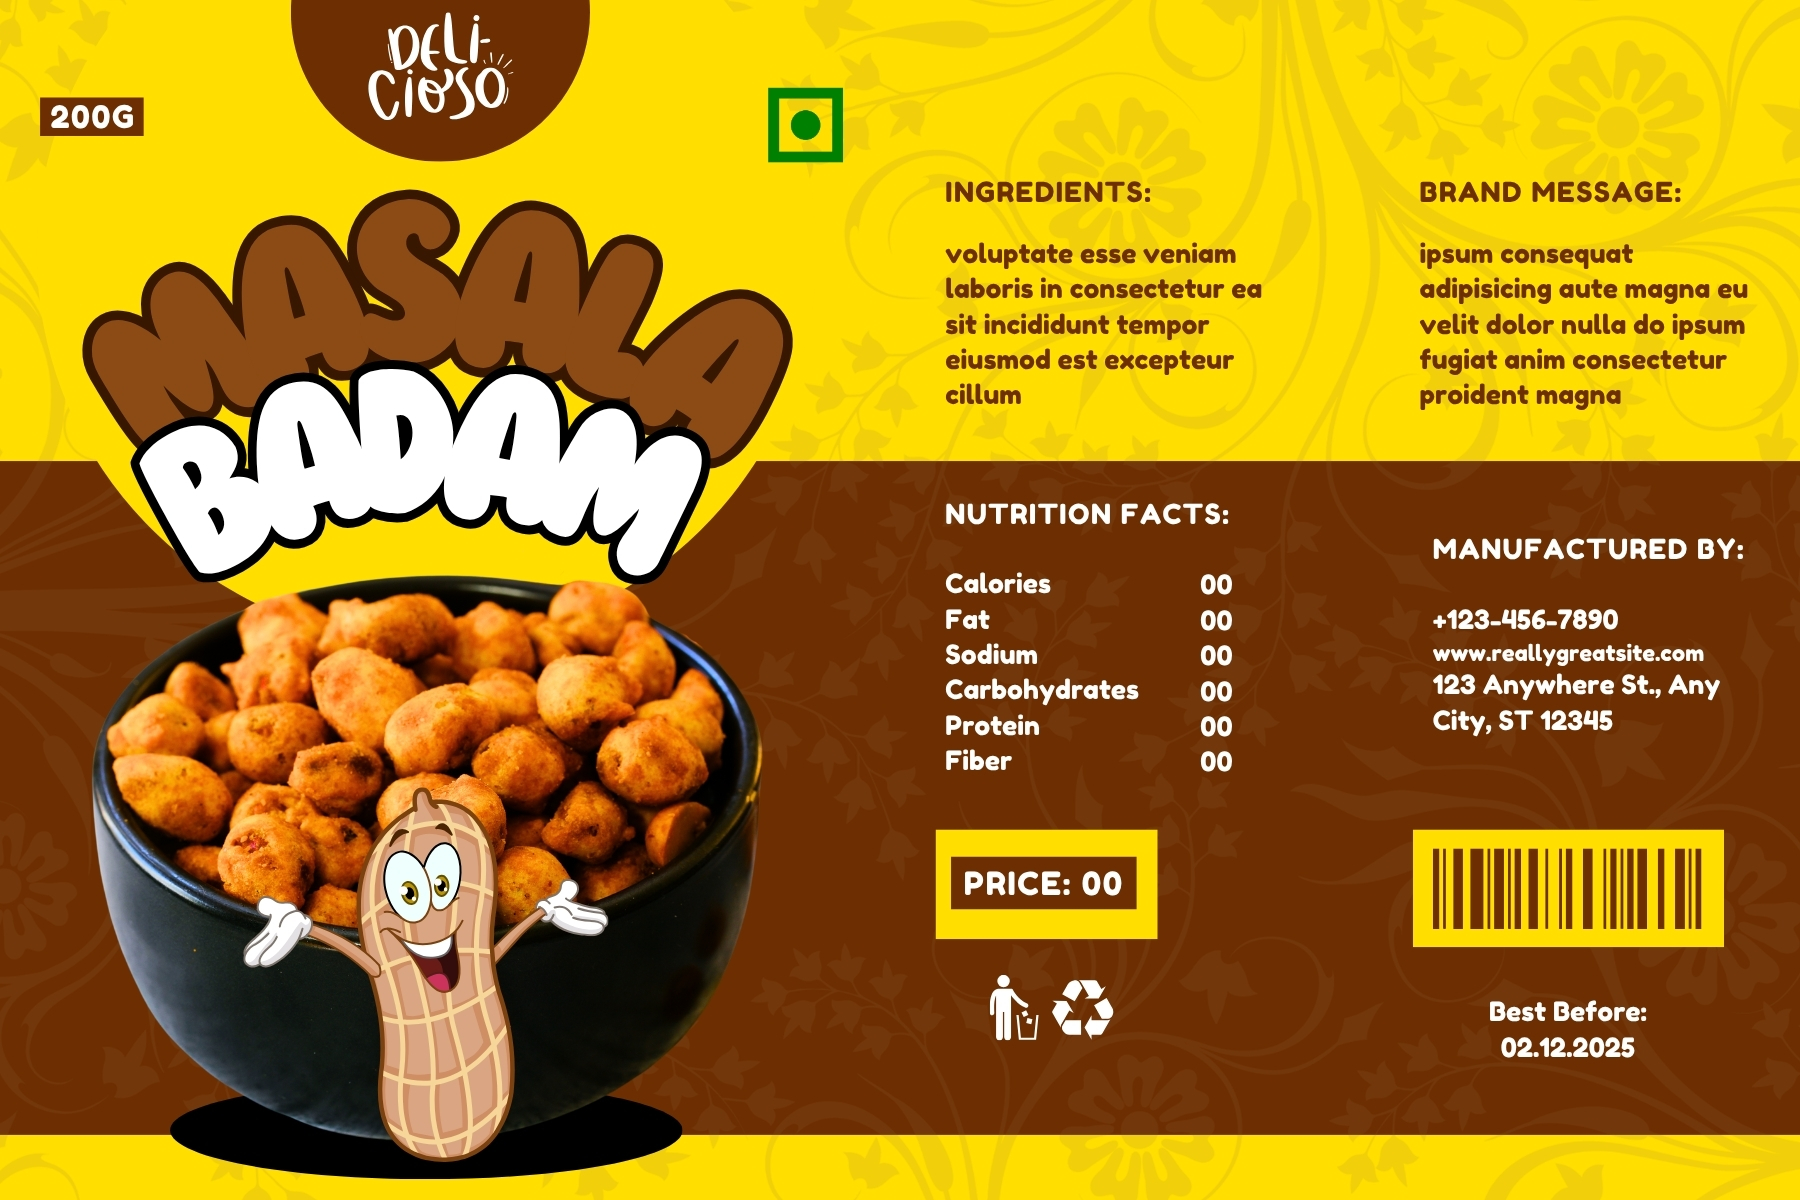 DELI-
CIOSO
200G
MASALA
BADAM
INGREDIENTS:
voluptate esse veniam
laboris in consectetur ea
sit incididunt tempor
eiusmod est excepteur
cillum
BRAND MESSAGE:
ipsum consequat
adipisicing aute magna eu
velit dolor nulla do ipsum
fugiat anim consectetur
proident magna
NUTRITION FACTS:
Calories 00
Fat 00
Sodium 00
Carbohydrates 00
Protein 00
Fiber 00
MANUFACTURED BY:
+123-456-7890
www.reallygreatsite.com
123 Anywhere St., Any
City, ST 12345
PRICE: 00
Best Before:
02.12.2025